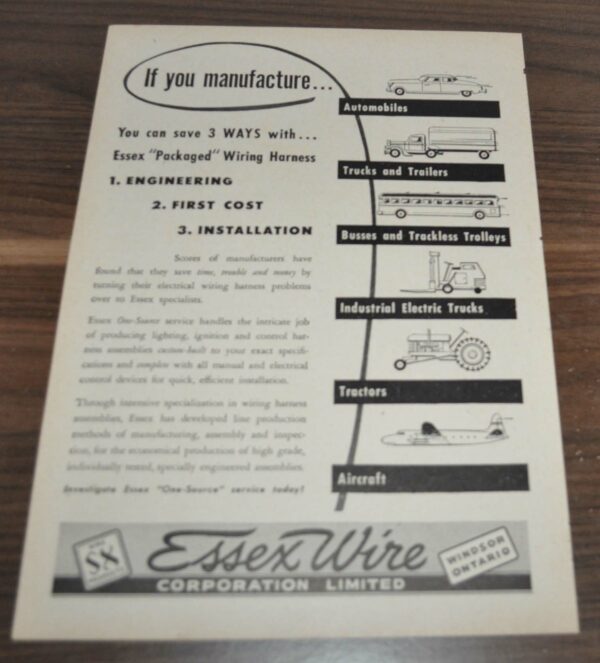 If you manufacture...
You can save 3 WAYS with...
Essex "Packaged" Wiring Harness
1. ENGINEERING
2. FIRST COST
3. INSTALLATION
Scores of manufacturers have
found that they save time, trouble and money by
turning their electrical wiring harness problems
over to Essex specialists.
Essex One-Source service handles the intricate job
of producing lighting, ignition and control har-
ness assemblies custom-built to your exact specifi-
cations and complete with all manual and electrical
control devices for quick, efficient installation.
Through intensive specialization in wiring harness
assemblies, Essex has developed line production
methods of manufacturing, assembly and inspec-
tion, for the economical production of high grade,
individually tested, specially engineered assemblies.
Investigate Essex "One-Source" service today!
Automobiles
Trucks and Trailers
Busses and Trackless Trolleys
Industrial Electric Trucks
Tractors
Aircraft
SX
Essex Wire
CORPORATION LIMITED
WINDSOR
ONTARIO